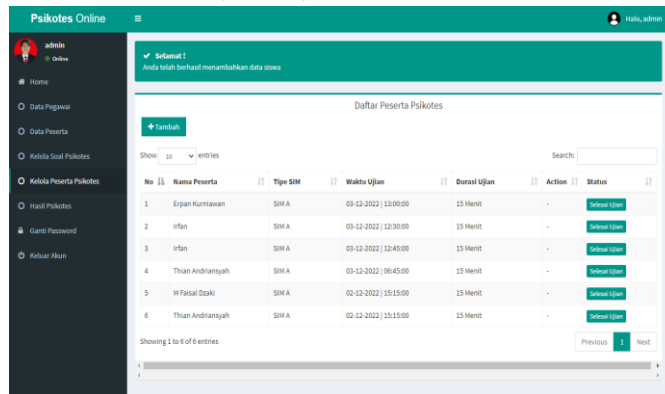 Psikotes Online
Halo, admin
admin
Online
Home
Data Pegawai
Data Peserta
Kelola Soal Psikotes
Kelola Peserta Psikotes
Hasil Psikotes
Ganti Password
Keluar Akun
Selamat !
Anda telah berhasil menambahkan data siswa
Daftar Peserta Psikotes
+Tambah
Show 10 entries
Search:
No Nama Peserta Tipe SIM Waktu Ujian Durasi Ujian Action Status
1 Erpan Kurniawan SIM A 03-12-2022 | 13:00:00 15 Menit - Selesai Ujian
2 Irfan SIM A 03-12-2022 | 12:30:00 15 Menit - Selesai Ujian
3 Irfan SIM A 03-12-2022 | 12:45:00 15 Menit - Selesai Ujian
4 Thian Andriansyah SIM A 03-12-2022 | 06:45:00 15 Menit - Selesai Ujian
5 M Faisal Dzaki SIM A 02-12-2022 | 15:15:00 15 Menit - Selesai Ujian
6 Thian Andriansyah SIM A 02-12-2022 | 15:15:00 15 Menit - Selesai Ujian
Showing 1 to 6 of 6 entries
Previous 1 Next